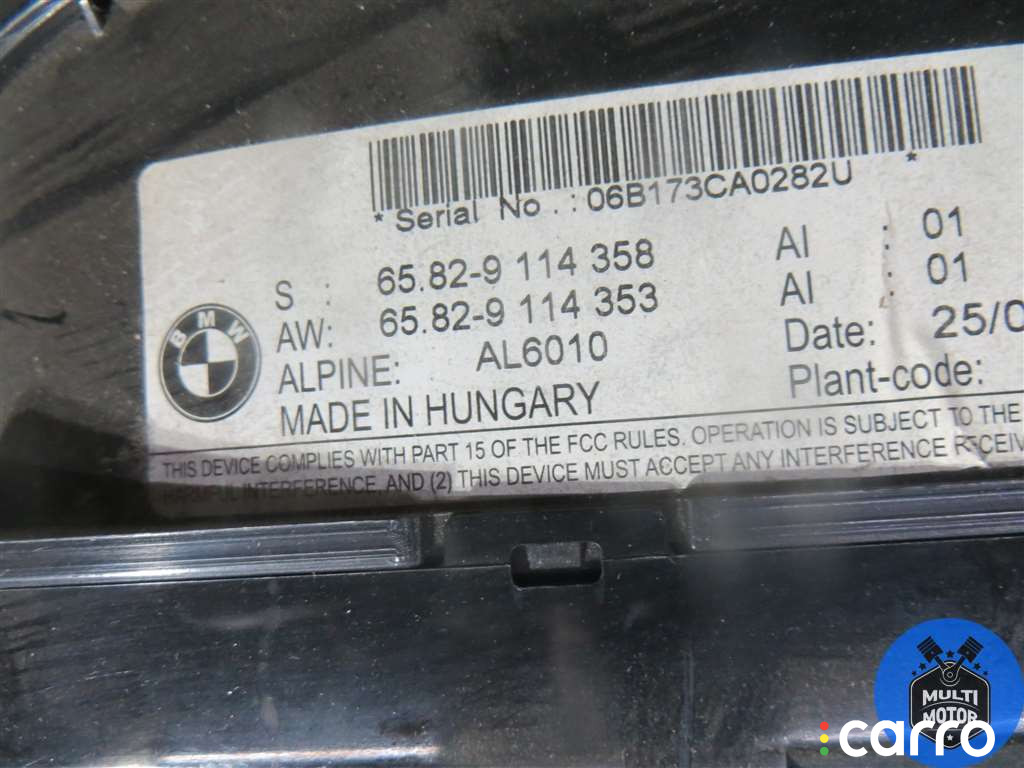 * Serial No.: 06B173CA0282U *
S : 65.82-9 114 358 AI : 01
AW: 65.82-9 114 353 AI : 01
ALPINE: AL6010 Date: 25/0
MADE IN HUNGARY Plant-code:
BMW
THIS DEVICE COMPLIES WITH PART 15 OF THE FCC RULES. OPERATION IS SUBJECT TO THE
HARMFUL INTERFERENCE, AND (2) THIS DEVICE MUST ACCEPT ANY INTERFERENCE
MULTI
MOTOR
carro